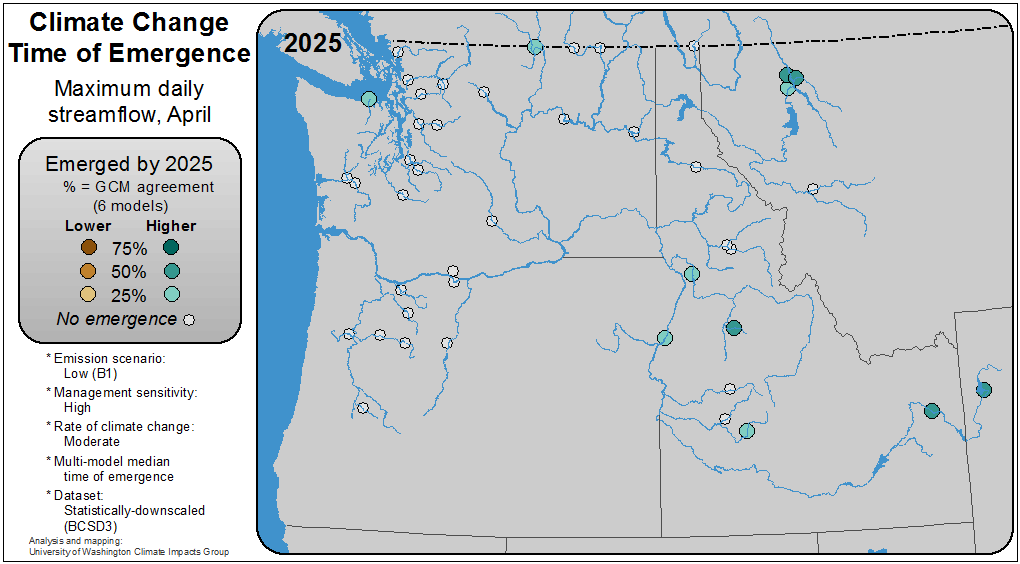 Climate Change
Time of Emergence
Maximum daily
streamflow, April
Emerged by 2025
% = GCM agreement
(6 models)
Lower Higher
75%
50%
25%
No emergence
* Emission scenario:
Low (B1)
* Management sensitivity:
High
* Rate of climate change:
Moderate
* Multi-model median
time of emergence
* Dataset:
Statistically-downscaled
(BCSD3)
Analysis and mapping:
University of Washington Climate Impacts Group
2025